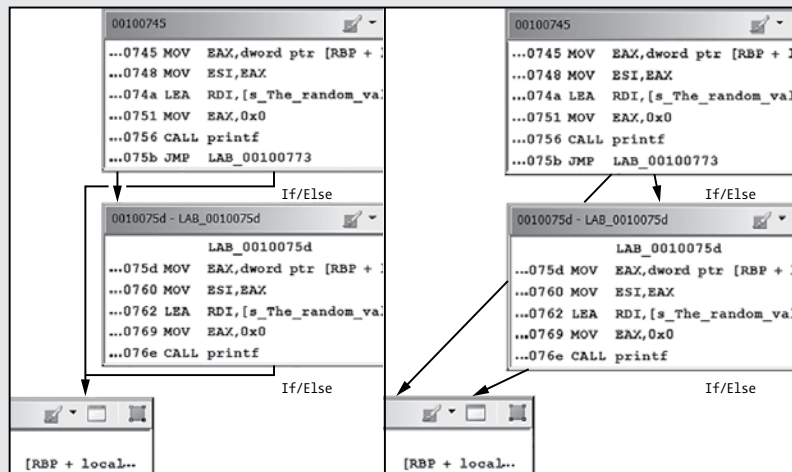 00100745
...0745 MOV EAX,dword ptr [RBP +
...0748 MOV ESI,EAX
...074a LEA RDI,[s_The_random_va
...0751 MOV EAX,0x0
...0756 CALL printf
...075b JMP LAB_00100773
If/Else
0010075d - LAB_0010075d
LAB_0010075d
...075d MOV EAX,dword ptr [RBP +
...0760 MOV ESI,EAX
...0762 LEA RDI,[s_The_random_va
...0769 MOV EAX,0x0
...076e CALL printf
If/Else
[RBP + local...
00100745
...0745 MOV EAX,dword ptr [RBP +
...0748 MOV ESI,EAX
...074a LEA RDI,[s_The_random_val
...0751 MOV EAX,0x0
...0756 CALL printf
...075b JMP LAB_00100773
If/Else
0010075d - LAB_0010075d
LAB_0010075d
...075d MOV EAX,dword ptr [RBP +
...0760 MOV ESI,EAX
...0762 LEA RDI,[s_The_random_va
...0769 MOV EAX,0x0
...076e CALL printf
If/Else
[RBP + local...